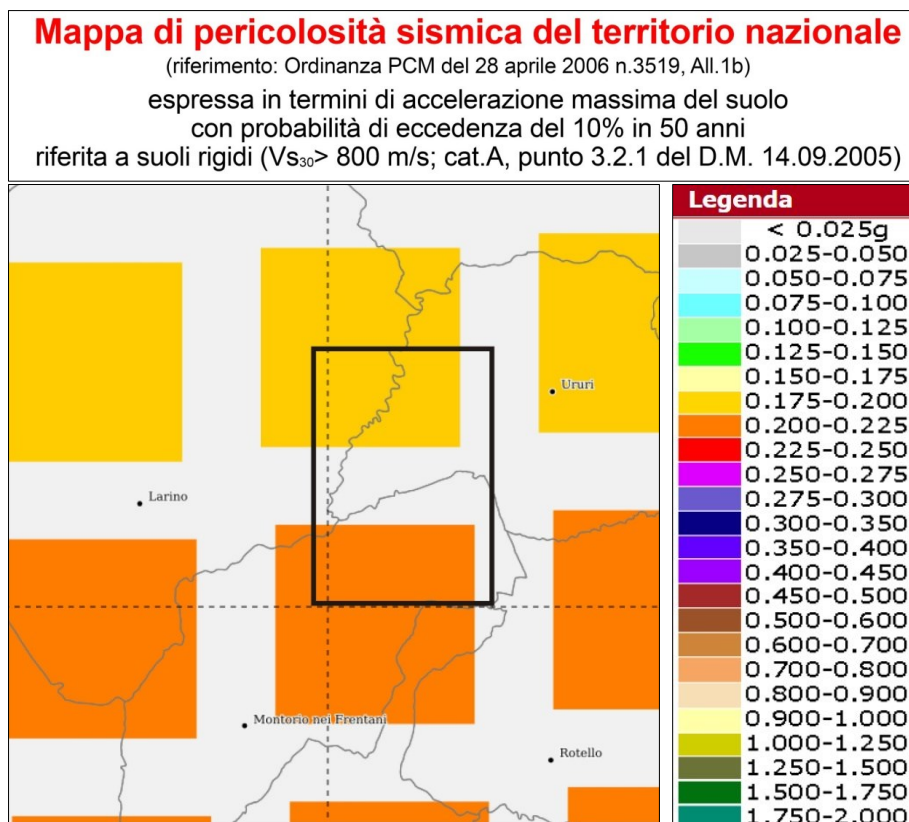 Mappa di pericolosità sismica del territorio nazionale
(riferimento: Ordinanza PCM del 28 aprile 2006 n.3519, All.1b)
espressa in termini di accelerazione massima del suolo
con probabilità di eccedenza del 10% in 50 anni
riferita a suoli rigidi (Vs₃₀> 800 m/s; cat.A, punto 3.2.1 del D.M. 14.09.2005)
Ururi
Larino
Montorio nei Frentani
Rotello
Legenda
< 0.025g
0.025-0.050
0.050-0.075
0.075-0.100
0.100-0.125
0.125-0.150
0.150-0.175
0.175-0.200
0.200-0.225
0.225-0.250
0.250-0.275
0.275-0.300
0.300-0.350
0.350-0.400
0.400-0.450
0.450-0.500
0.500-0.600
0.600-0.700
0.700-0.800
0.800-0.900
0.900-1.000
1.000-1.250
1.250-1.500
1.500-1.750
1.750-2.000